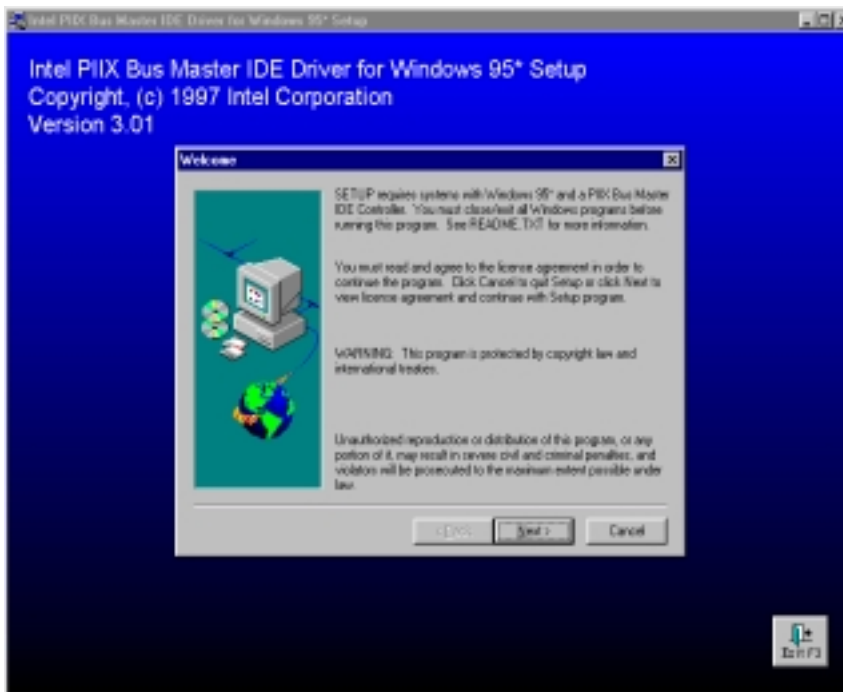 Intel PIIX Bus Master IDE Driver for Windows 95* Setup
Intel PIIX Bus Master IDE Driver for Windows 95* Setup
Copyright, (c) 1997 Intel Corporation
Version 3.01
Welcome
SETUP requires systems with Windows 95* and a PIIX Bus Master
IDE Controller. You must close/exit all Windows programs before
running this program. See README.TXT for more information.
You must read and agree to the license agreement in order to
continue the program. Click Cancel to quit Setup or click Next to
view license agreement and continue with Setup program.
WARNING: This program is protected by copyright law and
international treaties.
Unauthorized reproduction or distribution of this program, or any
portion of it, may result in severe civil and criminal penalties, and
violators will be prosecuted to the maximum extent possible under
law.
< Back
Next >
Cancel
Exit F3